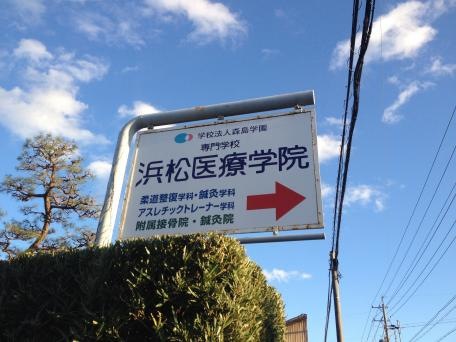 学校法人森島学園
専門学校
浜松医療学院
柔道整復学科・鍼灸学科
アスレチックトレーナー学科
附属接骨院・鍼灸院